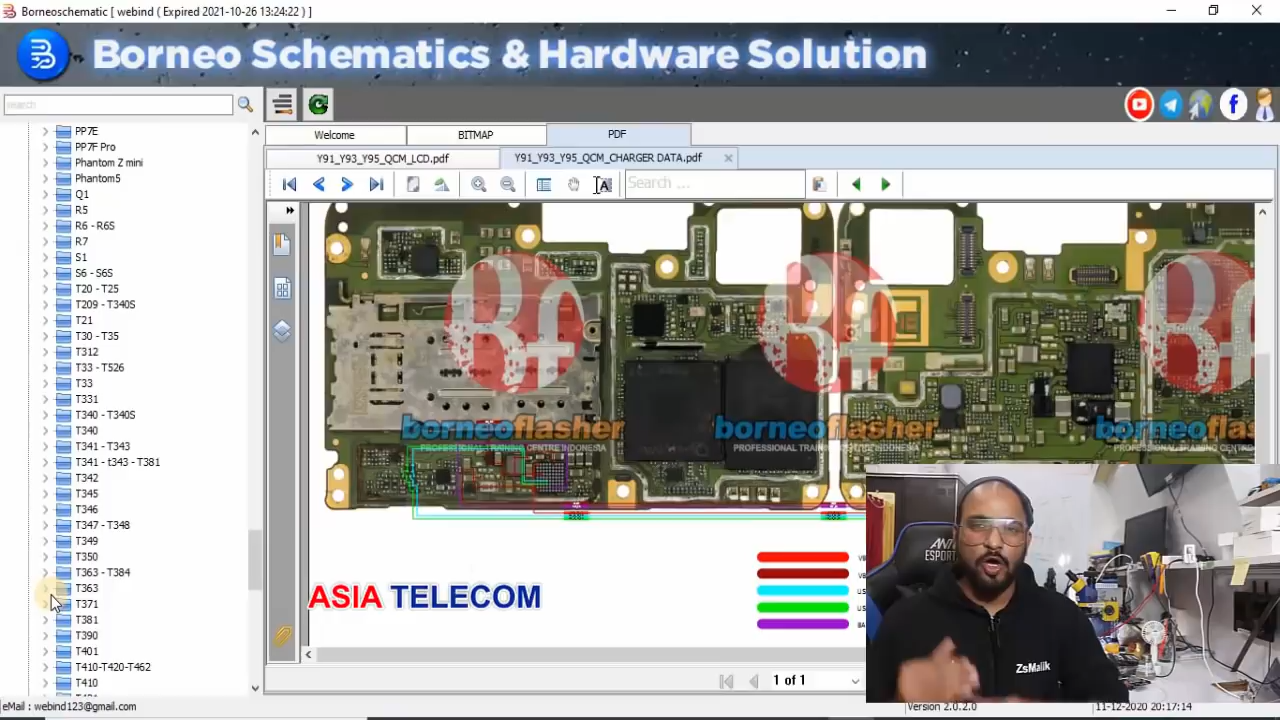 Borneoschematic [ webind ( Expired 2021-10-26 13:24:22 ) ]
Borneo Schematics & Hardware Solution
search
Welcome
BITMAP
PDF
Y91_Y93_Y95_QCM_LCD.pdf
Y91_Y93_Y95_QCM_CHARGER DATA.pdf
Search ...
PP7E
PP7F Pro
Phantom Z mini
Phantom5
Q1
R5
R6 - R6S
R7
S1
S6 - S6S
T20 - T25
T209 - T340S
T21
T30 - T35
T312
T33 - T526
T33
T331
T340 - T340S
T340
T341 - T343
T341 - t343 - T381
T342
T345
T346
T347 - T348
T349
T350
T363 - T384
T363
T371
T381
T390
T401
T410-T420-T462
T410
borneoflasher
PROFESSIONAL TRAINING CENTRE INDONESIA
borneoflasher
PROFESSIONAL TRAIN
borneoflas
PROFESSIONAL TR
ASIA TELECOM
ZsMalik
1 of 1
eMail : webind123@gmail.com
Version 2.0.2.0
11-12-2020 20:17:14